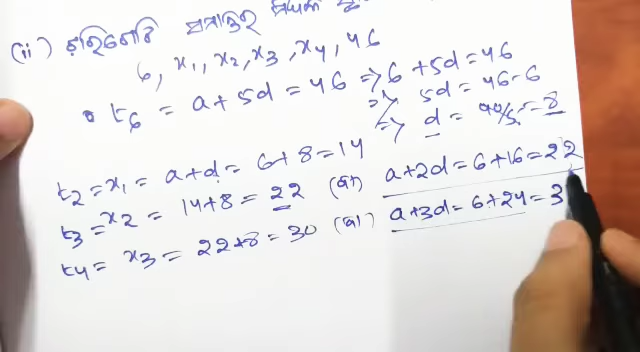 (ii)
6, x₁, x₂, x₃, x₄, 46
• t₆ = a + 5d = 46 ⇒ 6 + 5d = 46
⇒ 5d = 46-6
⇒ d = 40/5 = 8
t₂ = x₁ = a+d = 6+8 = 14
t₃ = x₂ = 14+8 = 22 (ବା) a+2d = 6+16 = 22
t₄ = x₃ = 22+8 = 30 (ବା) a+3d = 6+24 = 3